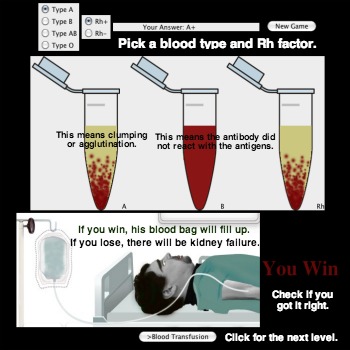 Type A
Type B
Type AB
Type O
Rh+
Rh-
Your Answer: A+
New Game
Pick a blood type and Rh factor.
This means clumping
or agglutination.
This means the antibody did
not react with the antigens.
A
B
Rh
If you win, his blood bag will fill up.
If you lose, there will be kidney failure.
You Win
Check if you
got it right.
>Blood Transfusion
Click for the next level.